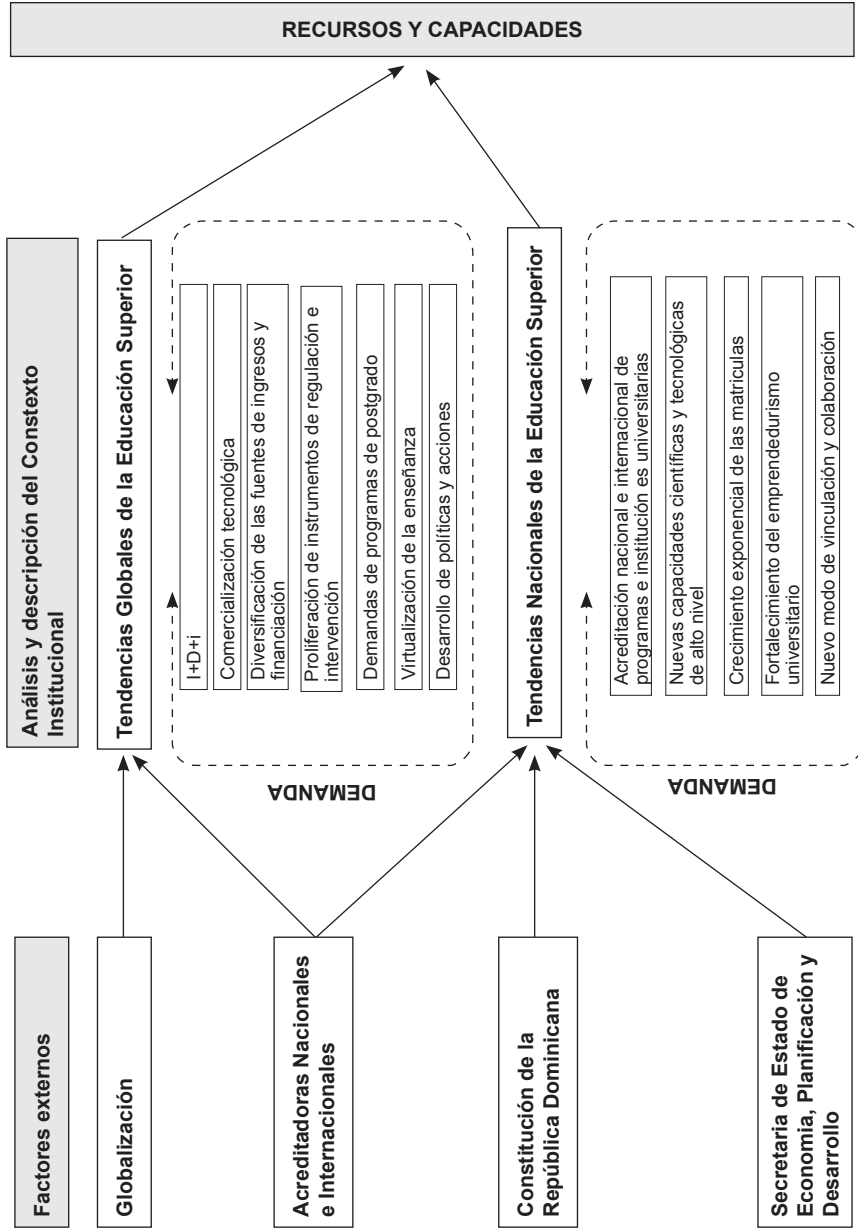 Factores externos
Globalización
Acreditadoras Nacionales
e Internacionales
Constitución de la
República Dominicana
Secretaria de Estado de
Economia, Planificación y
Desarrollo
Análisis y descripción del Constexto
Institucional
Tendencias Globales de la Educación Superior
DEMANDA
I+D+i
Comercialización tecnológica
Diversificación de las fuentes de ingresos y
financiación
Proliferación de instrumentos de regulación e
intervención
Demandas de programas de postgrado
Virtualización de la enseñanza
Desarrollo de políticas y acciones
Tendencias Nacionales de la Educación Superior
DEMANDA
Acreditación nacional e internacional de
programas e institución es universitarias
Nuevas capacidades científicas y tecnológicas
de alto nivel
Crecimiento exponencial de las matriculas
Fortalecimiento del emprendedurismo
universitario
Nuevo modo de vinculación y colaboración
RECURSOS Y CAPACIDADES